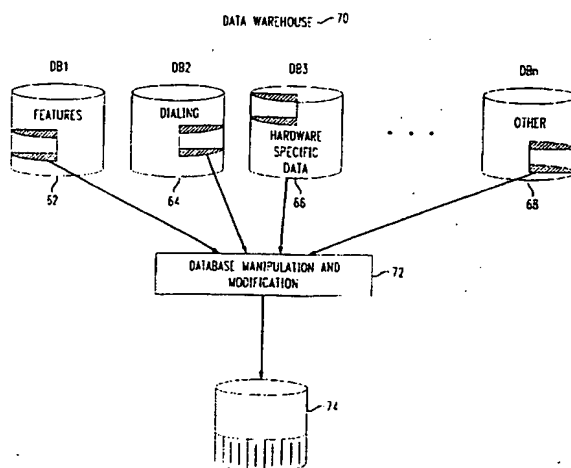 DATA WAREHOUSE 70
DB1 DB2 DB3 DBn
FEATURES
DIALING
HARDWARE
SPECIFIC
DATA
OTHER
62 64 66 68
DATABASE MANIPULATION AND
MODIFICATION
72
74